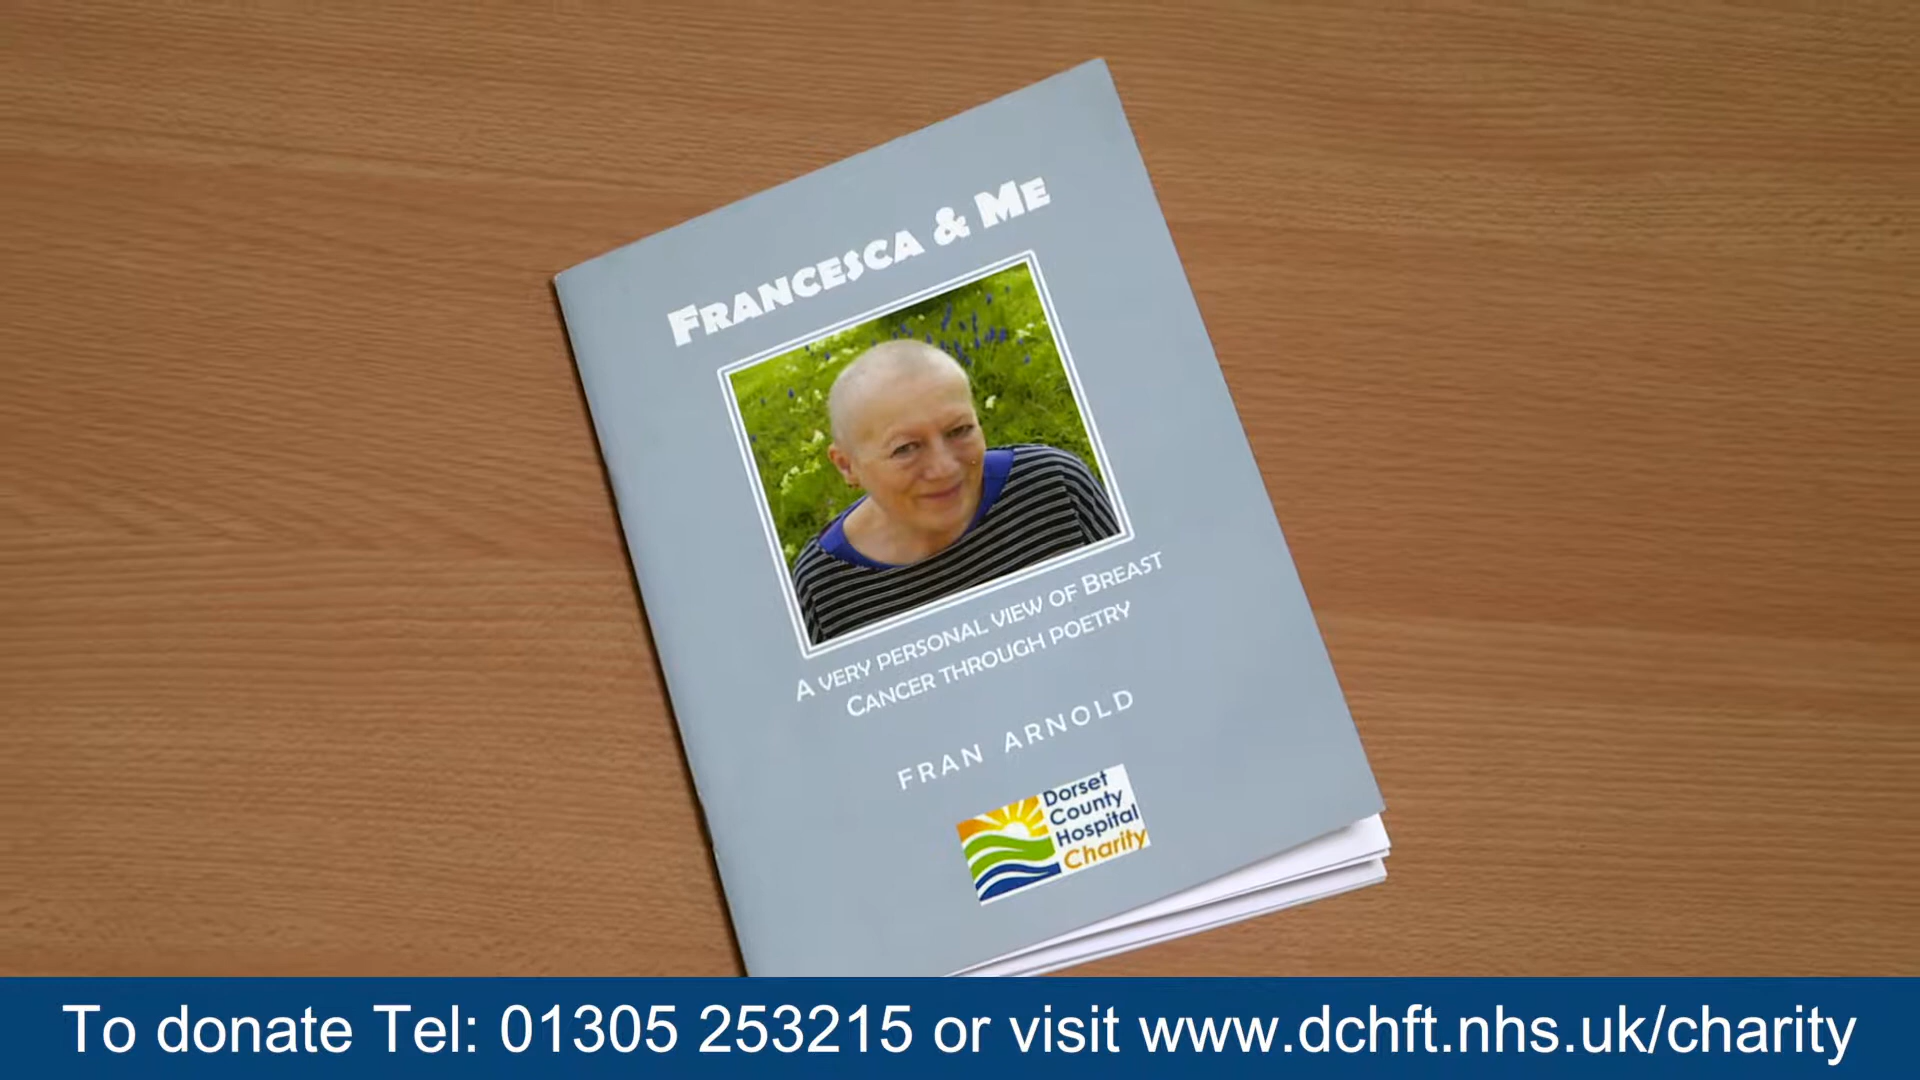 FRANCESCA & ME
A VERY PERSONAL VIEW OF BREAST
CANCER THROUGH POETRY
FRAN ARNOLD
Dorset
County
Hospital
Charity
To donate Tel: 01305 253215 or visit www.dchft.nhs.uk/charity